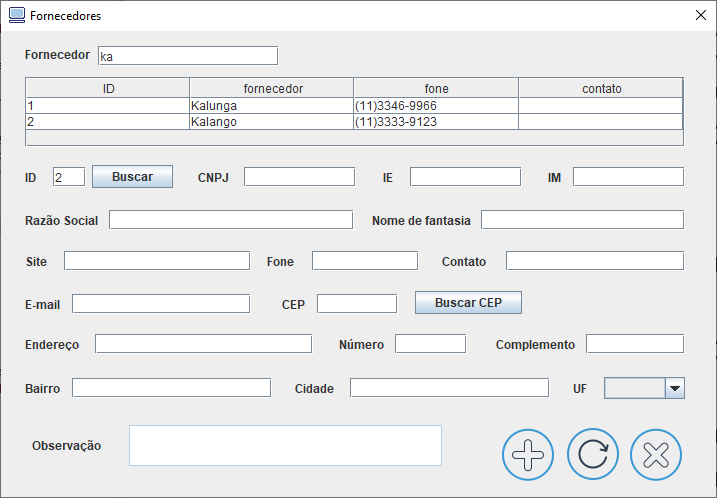 Fornecedores
Fornecedor ka
ID fornecedor fone contato
1 Kalunga (11)3346-9966
2 Kalango (11)3333-9123
ID 2 Buscar CNPJ IE IM
Razão Social Nome de fantasia
Site Fone Contato
E-mail CEP Buscar CEP
Endereço Número Complemento
Bairro Cidade UF
Observação